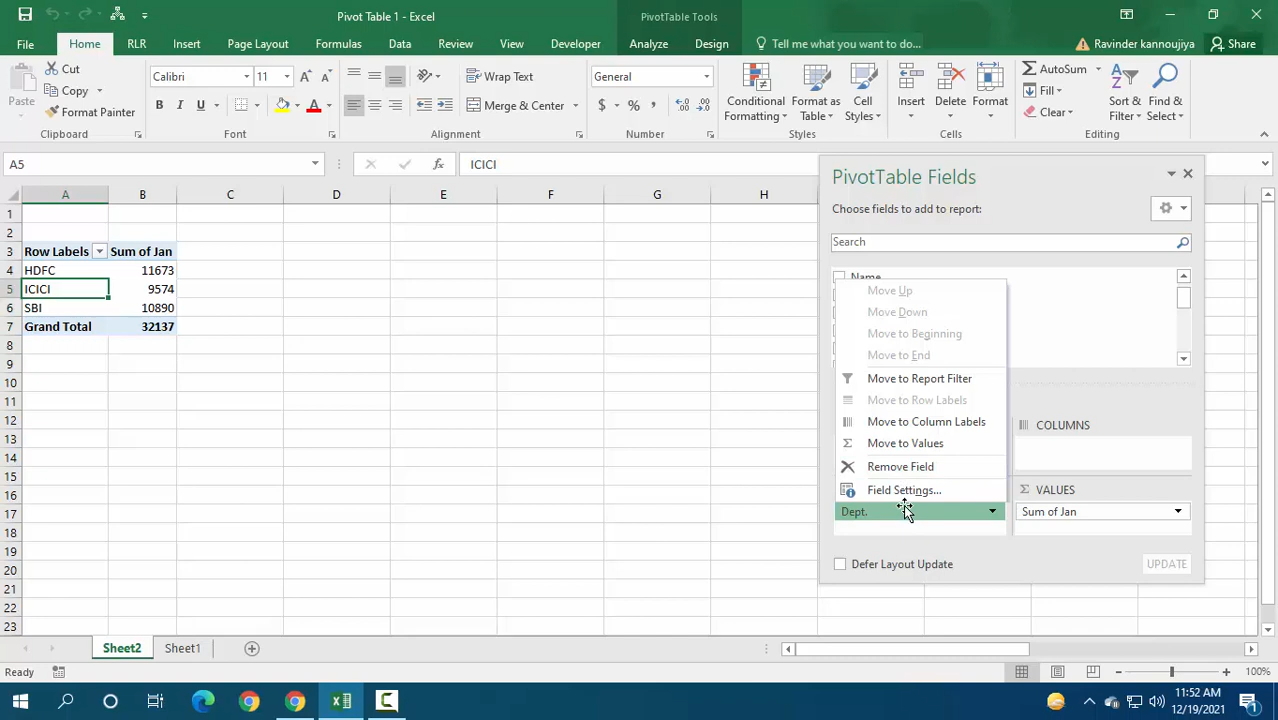 Pivot Table 1 - Excel
PivotTable Tools
File Home RLR Insert Page Layout Formulas Data Review View Developer Analyze Design Tell me what you want to do... Ravinder kannoujiya Share
Paste
Cut
Copy
Format Painter
Clipboard
Calibri 11
B I U
Font
Wrap Text
Merge & Center
Alignment
General
$ % ,
Number
Conditional Formatting
Format as Table
Cell Styles
Styles
Insert Delete Format
Cells
AutoSum
Fill
Clear
Sort & Filter
Find & Select
Editing
A5 fx ICICI
A B C D E F G H
1
2
3 Row Labels Sum of Jan
4 HDFC 11673
5 ICICI 9574
6 SBI 10890
7 Grand Total 32137
8
9
10
11
12
13
14
15
16
17
18
19
20
21
22
23
PivotTable Fields
Choose fields to add to report:
Search
Name
Move Up
Move Down
Move to Beginning
Move to End
Move to Report Filter
Move to Row Labels
Move to Column Labels
Move to Values
Remove Field
Field Settings...
Dept.
COLUMNS
Σ VALUES
Sum of Jan
Defer Layout Update UPDATE
Sheet2 Sheet1
Ready 100%
11:52 AM
12/19/2021
1